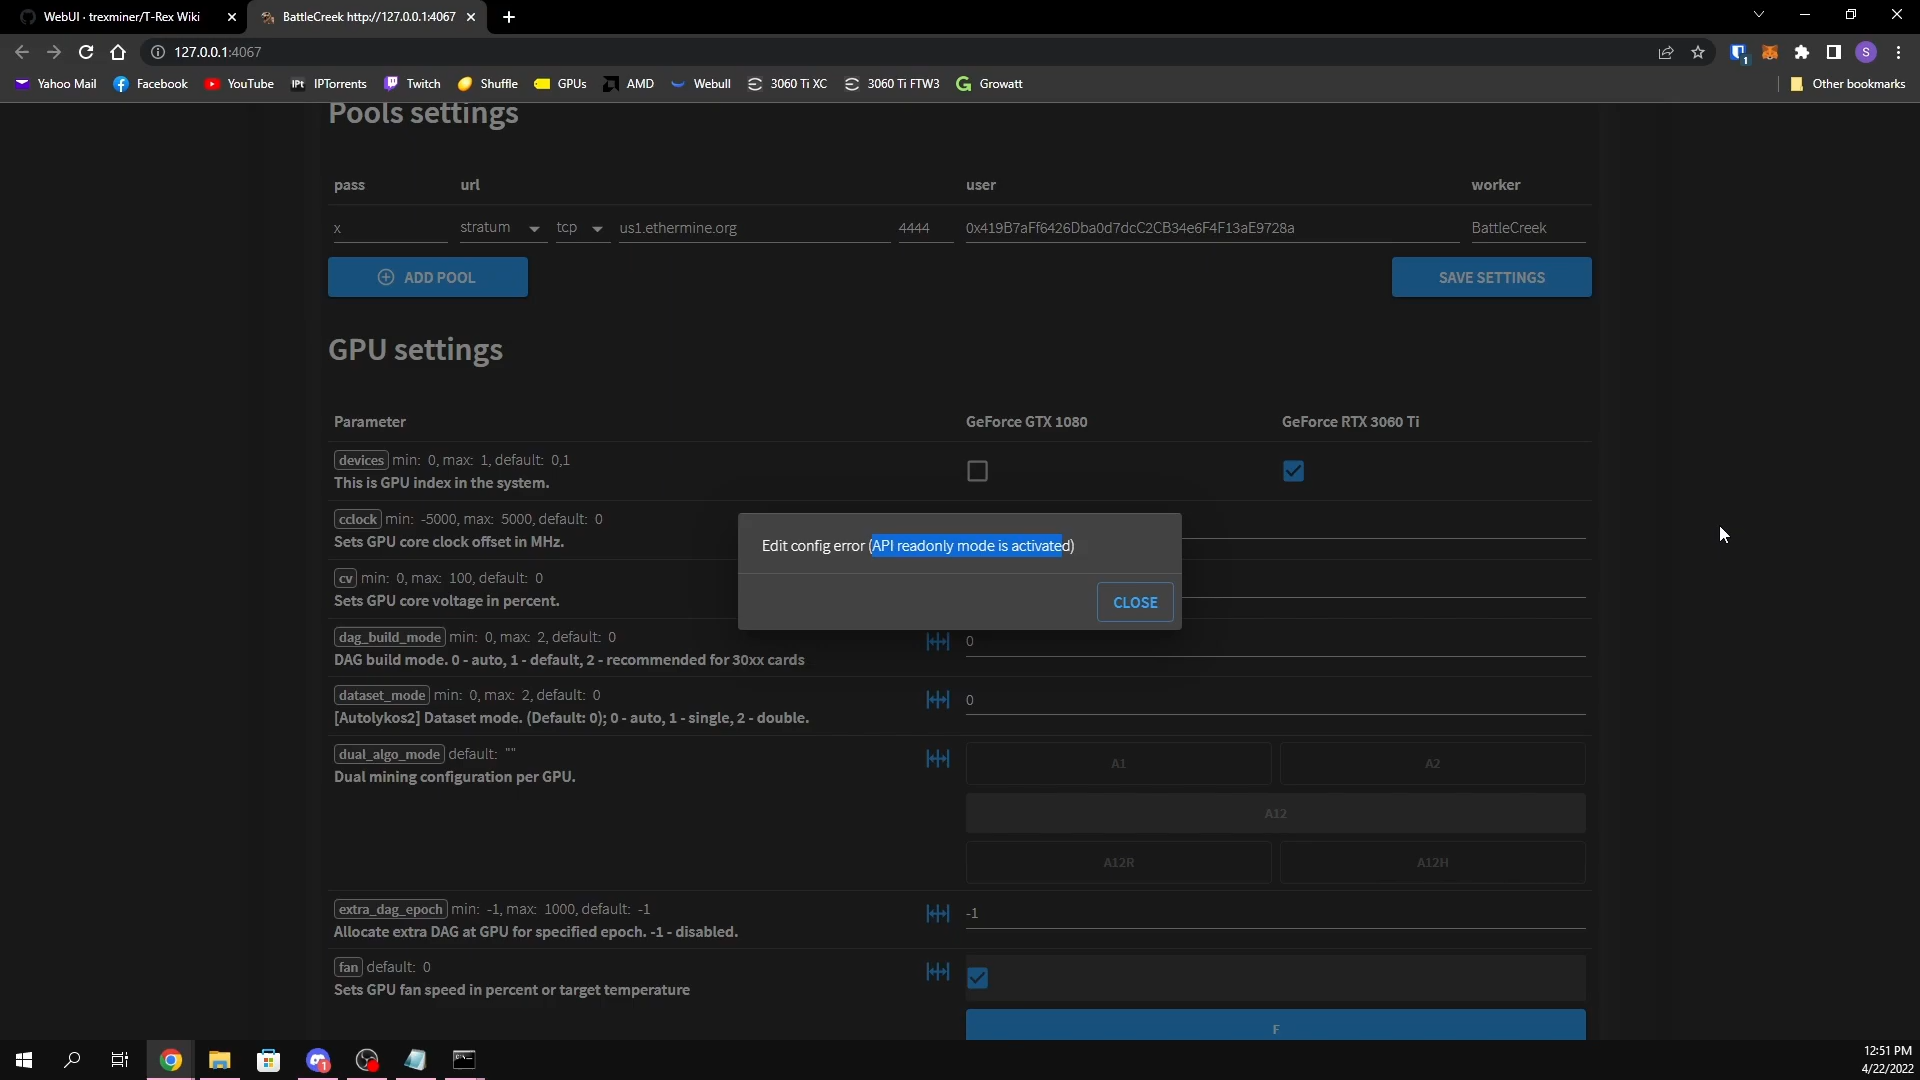 WebUI · trexminer/T-Rex Wiki
BattleCreek http://127.0.0.1:4067
127.0.0.1:4067
1
S
Yahoo Mail
Facebook
YouTube
IPT
IPTorrents
Twitch
Shuffle
GPUs
AMD
Webull
3060 Ti XC
3060 Ti FTW3
Growatt
Other bookmarks
Pools settings
pass url user worker
x stratum tcp us1.ethermine.org 4444 0x419B7aFf6426Dba0d7dcC2CB34e6F4F13aE9728a BattleCreek
ADD POOL
SAVE SETTINGS
GPU settings
Parameter GeForce GTX 1080 GeForce RTX 3060 Ti
devices min: 0, max: 1, default: 0,1
This is GPU index in the system.
cclock min: -5000, max: 5000, default: 0
Sets GPU core clock offset in MHz.
Edit config error (API readonly mode is activated)
CLOSE
cv min: 0, max: 100, default: 0
Sets GPU core voltage in percent.
dag_build_mode min: 0, max: 2, default: 0
DAG build mode. 0 - auto, 1 - default, 2 - recommended for 30xx cards
0
dataset_mode min: 0, max: 2, default: 0
[Autolykos2] Dataset mode. (Default: 0); 0 - auto, 1 - single, 2 - double.
0
dual_algo_mode default: ""
Dual mining configuration per GPU.
A1 A2
A12
A12R A12H
extra_dag_epoch min: -1, max: 1000, default: -1
Allocate extra DAG at GPU for specified epoch. -1 - disabled.
-1
fan default: 0
Sets GPU fan speed in percent or target temperature
F
1
12:51 PM
4/22/2022